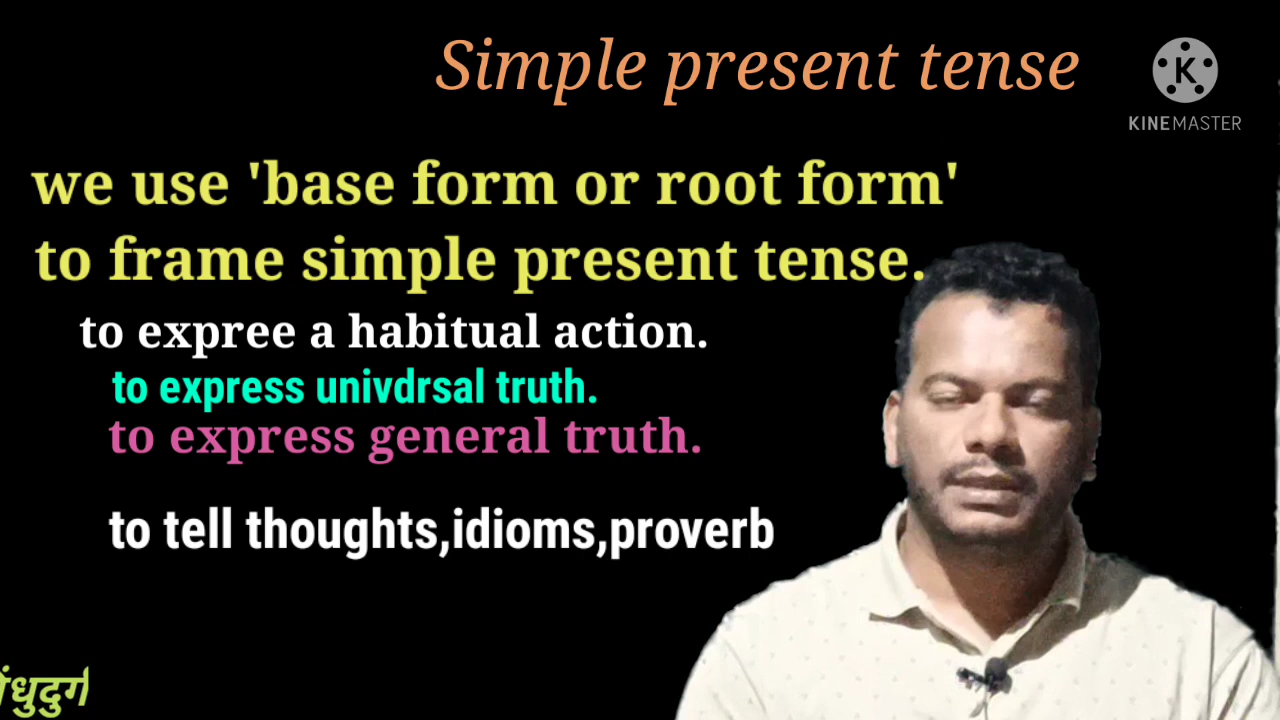 Simple present tense
K
KINEMASTER
we use 'base form or root form'
to frame simple present tense.
to expree a habitual action.
to express univdrsal truth.
to express general truth.
to tell thoughts,idioms,proverb